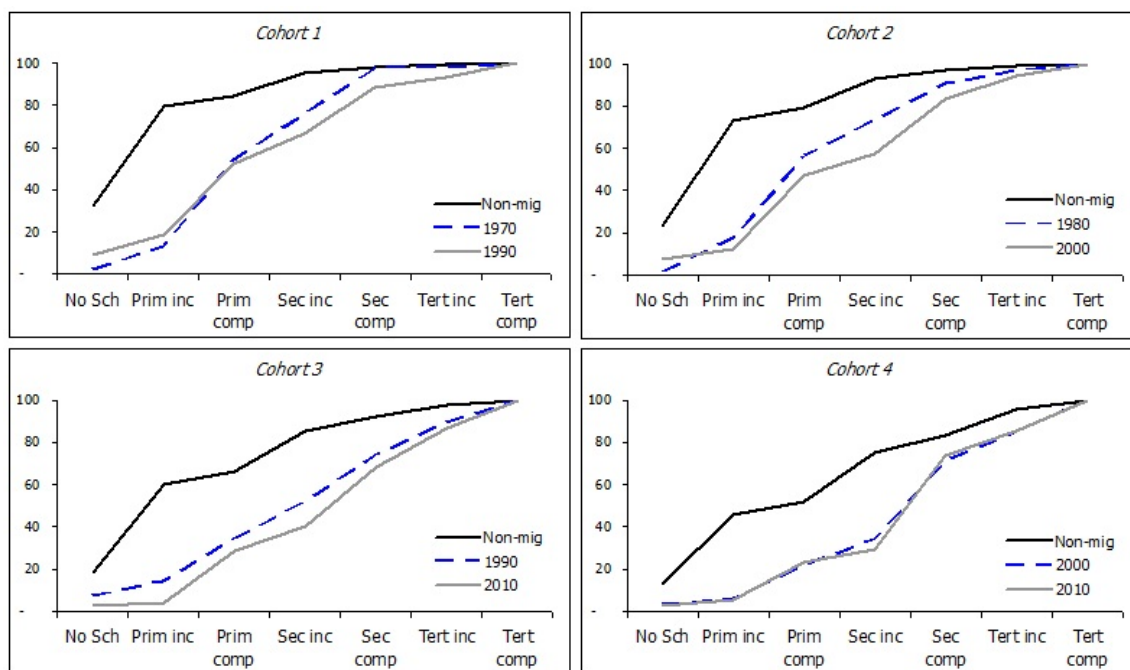 Cohort 1
100
80
60
40
20
-
Non-mig
1970
1990
No Sch Prim inc Prim Sec inc Sec Tert inc Tert
comp comp comp
Cohort 2
100
80
60
40
20
-
Non-mig
1980
2000
No Sch Prim inc Prim Sec inc Sec Tert inc Tert
comp comp comp
Cohort 3
100
80
60
40
20
-
Non-mig
1990
2010
No Sch Prim inc Prim Sec inc Sec Tert inc Tert
comp comp comp
Cohort 4
100
80
60
40
20
-
Non-mig
2000
2010
No Sch Prim inc Prim Sec inc Sec Tert inc Tert
comp comp comp